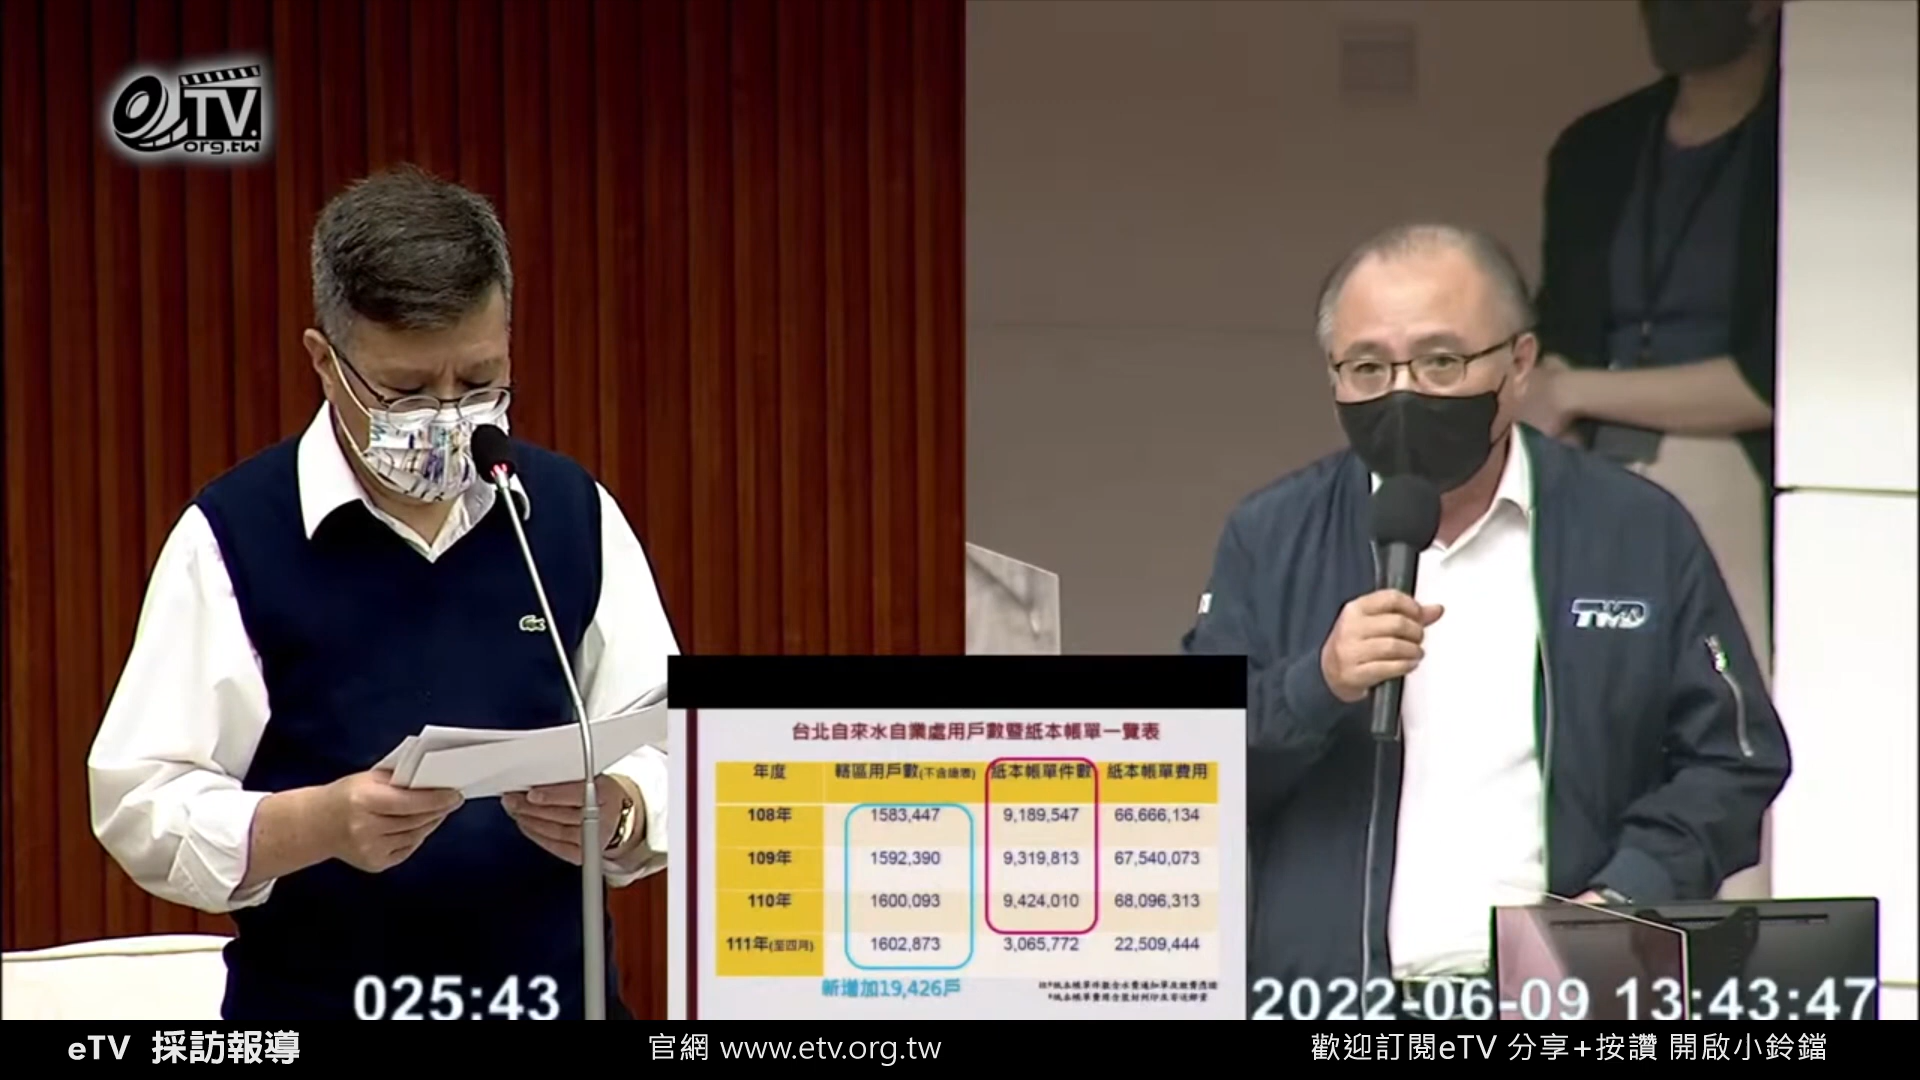 eTV.
org.tw
TWD
台北自來水自業處用戶數暨紙本帳單一覽表
年度 轄區用戶數(不含總表) 紙本帳單件數 紙本帳單費用
108年 1583,447 9,189,547 66,666,134
109年 1592,390 9,319,813 67,540,073
110年 1600,093 9,424,010 68,096,313
111年(至四月) 1602,873 3,065,772 22,509,444
新增加19,426戶
025:43
2022-06-09 13:43:47
eTV 採訪報導
官網 www.etv.org.tw
歡迎訂閱eTV 分享+按讚 開啟小鈴鐺